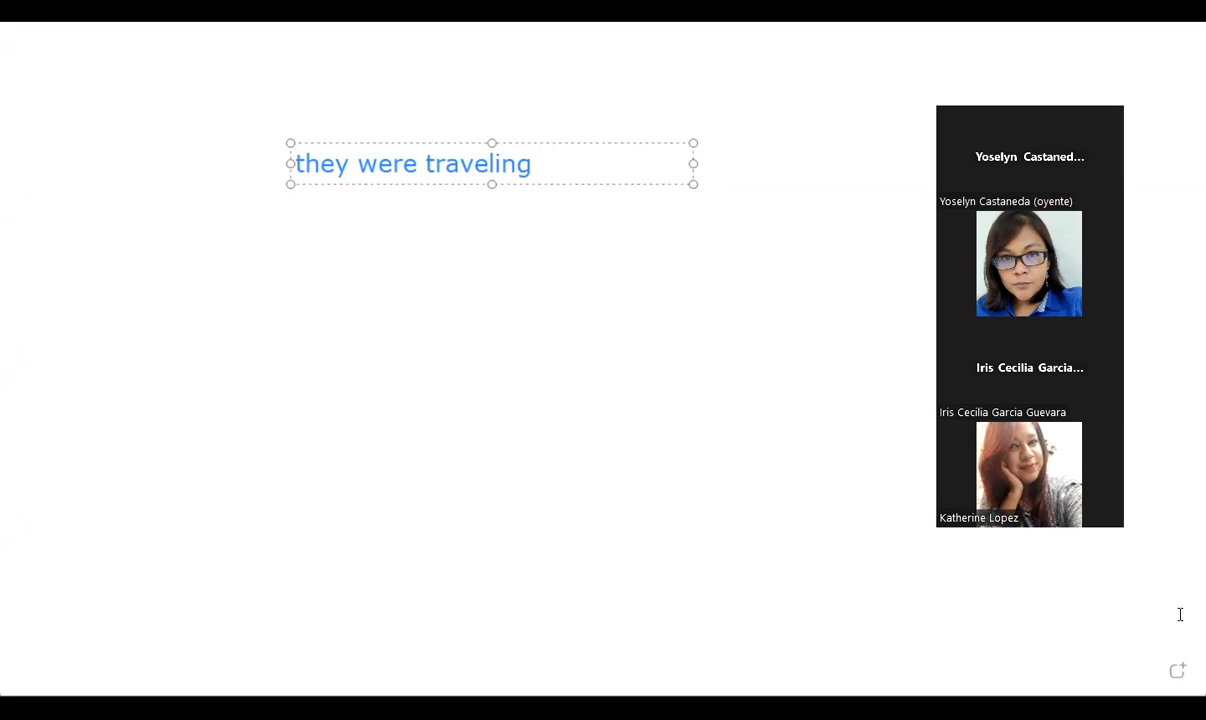 they were traveling
Yoselyn Castaned...
Yoselyn Castaneda (oyente)
Iris Cecilia Garcia...
Iris Cecilia Garcia Guevara
Katherine Lopez